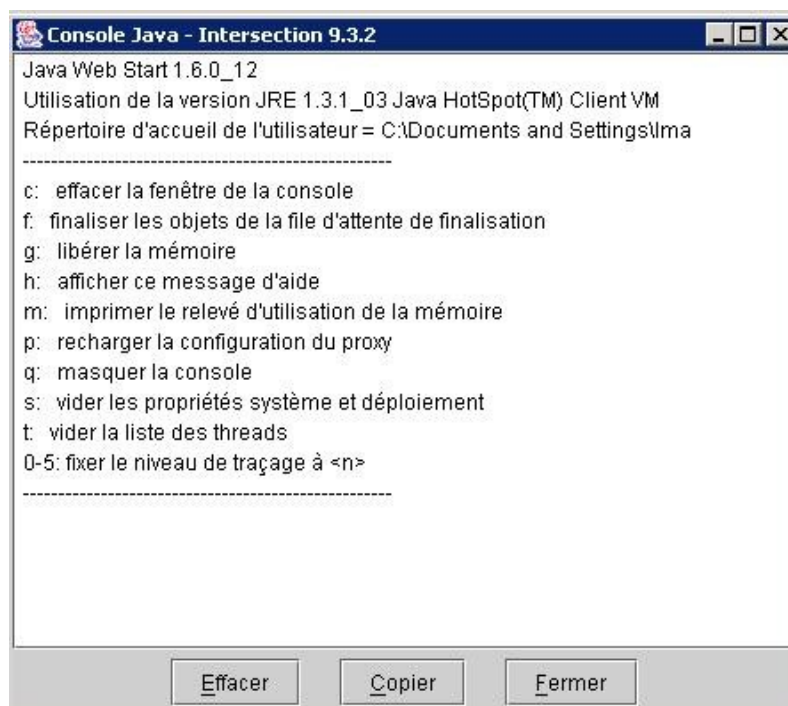 Console Java - Intersection 9.3.2
Java Web Start 1.6.0_12
Utilisation de la version JRE 1.3.1_03 Java HotSpot(TM) Client VM
Répertoire d'accueil de l'utilisateur = C:\Documents and Settings\lma
----------------------------------------------------
c: effacer la fenêtre de la console
f: finaliser les objets de la file d'attente de finalisation
g: libérer la mémoire
h: afficher ce message d'aide
m: imprimer le relevé d'utilisation de la mémoire
p: recharger la configuration du proxy
q: masquer la console
s: vider les propriétés système et déploiement
t: vider la liste des threads
0-5: fixer le niveau de traçage à <n>
----------------------------------------------------
Effacer Copier Fermer